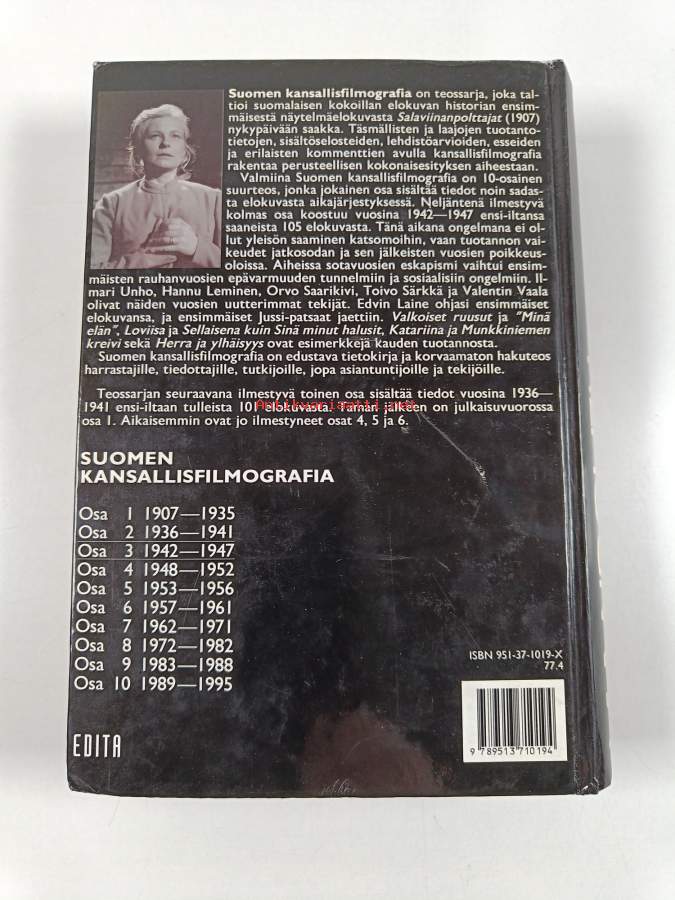 Suomen kansallisfilmografia on teossarja, joka tal-
tioi suomalaisen kokoillan elokuvan historian ensim-
mäisestä näytelmäelokuvasta Salaviinanpolttajat (1907)
nykypäivään saakka. Täsmällisten ja laajojen tuotanto-
tietojen, sisältöselosteiden, lehdistöarvioiden, esseiden
ja erilaisten kommenttien avulla kansallisfilmografia
rakentaa perusteellisen kokonaisesityksen aiheestaan.
Valmiina Suomen kansallisfilmografia on 10-osainen
suurteos, jonka jokainen osa sisältää tiedot noin sadas-
ta elokuvasta aikajärjestyksessä. Neljäntenä ilmestyvä
kolmas osa koostuu vuosina 1942—1947 ensi-iltansa
saaneista 105 elokuvasta. Tänä aikana ongelmana ei ol-
lut yleisön saaminen katsomoihin, vaan tuotannon vai-
keudet jatkosodan ja sen jälkeisten vuosien poikkeus-
oloissa. Aiheissa sotavuosien eskapismi vaihtui ensim-
mäisten rauhanvuosien epävarmuuden tunnelmiin ja sosiaalisiin ongelmiin. Il-
mari Unho, Hannu Leminen, Orvo Saarikivi, Toivo Särkkä ja Valentin Vaala
olivat näiden vuosien uutterimmat tekijät. Edvin Laine ohjasi ensimmäiset
elokuvansa, ja ensimmäiset Jussi-patsaat jaettiin. Valkoiset ruusut ja "Minä
elän", Loviisa ja Sellaisena kuin Sinä minut halusit, Katariina ja Munkkiniemen
kreivi sekä Herra ja ylhäisyys ovat esimerkkejä kauden tuotannosta.
Suomen kansallisfilmografia on edustava tietokirja ja korvaamaton hakuteos
harrastajille, tiedottajille, tutkijoille, jopa asiantuntijoille ja tekijöille.
Teossarjan seuraavana ilmestyvä toinen osa sisältää tiedot vuosina 1936—
1941 ensi-iltaan tulleista 101 elokuvasta. Tämän jälkeen on julkaisuvuorossa
osa 1. Aikaisemmin ovat jo ilmestyneet osat 4, 5 ja 6.
Antikvariaatti.net
SUOMEN
KANSALLISFILMOGRAFIA
Osa 1 1907—1935
Osa 2 1936—1941
Osa 3 1942—1947
Osa 4 1948—1952
Osa 5 1953—1956
Osa 6 1957—1961
Osa 7 1962—1971
Osa 8 1972—1982
Osa 9 1983—1988
Osa 10 1989—1995
ISBN 951-37-1019-X
77.4
9 789513 710194
EDITA